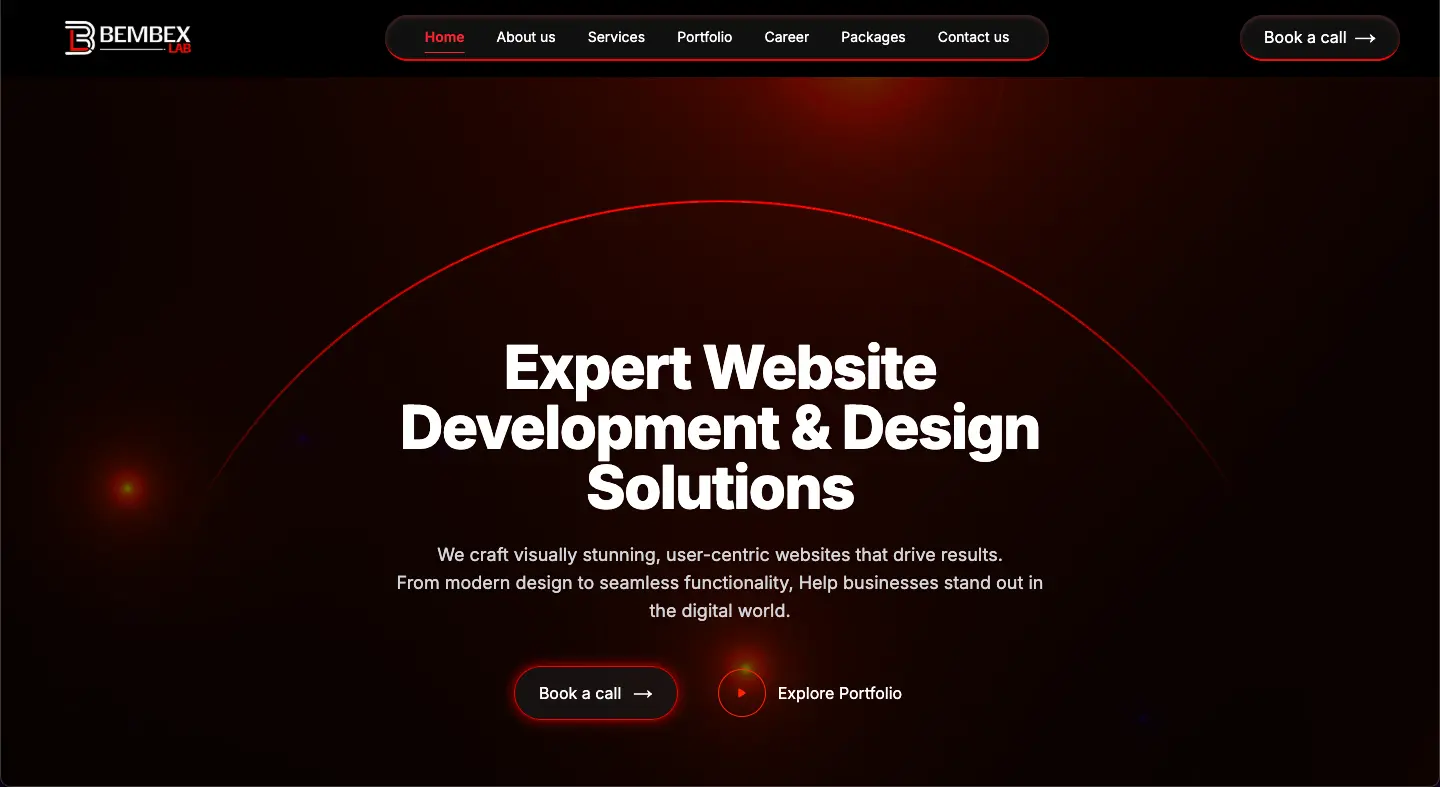 BEMBEX
LAB
Home
About us
Services
Portfolio
Career
Packages
Contact us
Book a call
Expert Website
Development & Design
Solutions
We craft visually stunning, user-centric websites that drive results.
From modern design to seamless functionality, Help businesses stand out in
the digital world.
Book a call
Explore Portfolio